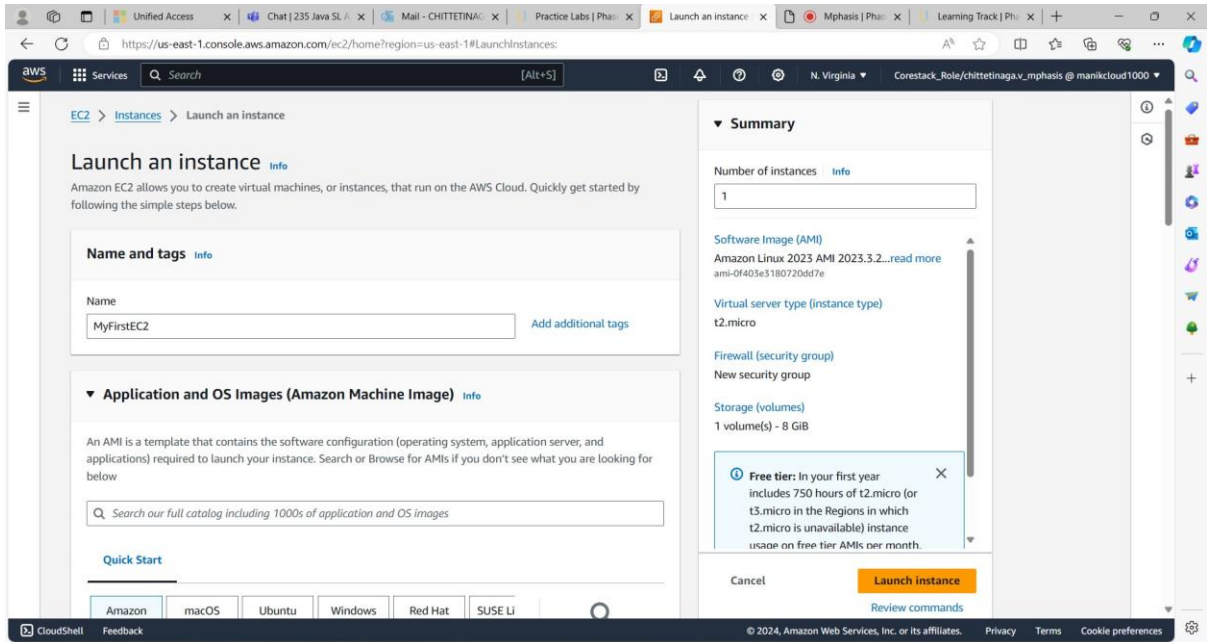 Unified Access
Chat | 235 Java SL
Mail - CHITTETINAG
Practice Labs | Phas
Launch an instance
Mphasis | Phas
Learning Track | Ph
https://us-east-1.console.aws.amazon.com/ec2/home?region=us-east-1#LaunchInstances:
aws
Services
Search
[Alt+S]
N. Virginia
Corestack_Role/chittetinaga.v_mphasis @ manikcloud1000
EC2 > Instances > Launch an instance
Launch an instance Info
Amazon EC2 allows you to create virtual machines, or instances, that run on the AWS Cloud. Quickly get started by
following the simple steps below.
Name and tags Info
Name
MyFirstEC2
Add additional tags
Application and OS Images (Amazon Machine Image) Info
An AMI is a template that contains the software configuration (operating system, application server, and
applications) required to launch your instance. Search or Browse for AMIs if you don't see what you are looking for
below
Search our full catalog including 1000s of application and OS images
Quick Start
Amazon
macOS
Ubuntu
Windows
Red Hat
SUSE Li
Summary
Number of instances Info
1
Software Image (AMI)
Amazon Linux 2023 AMI 2023.3.2...read more
ami-0f403e3180720dd7e
Virtual server type (instance type)
t2.micro
Firewall (security group)
New security group
Storage (volumes)
1 volume(s) - 8 GiB
Free tier: In your first year
includes 750 hours of t2.micro (or
t3.micro in the Regions in which
t2.micro is unavailable) instance
usage on free tier AMIs per month,
Cancel
Launch instance
Review commands
CloudShell
Feedback
© 2024, Amazon Web Services, Inc. or its affiliates.
Privacy
Terms
Cookie preferences